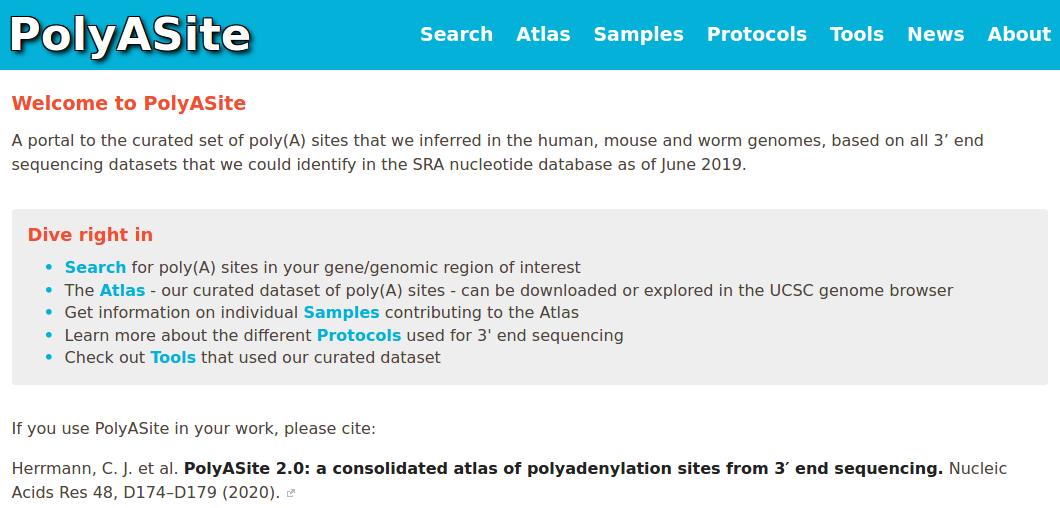 PolyASite
Search Atlas Samples Protocols Tools News About
Welcome to PolyASite
A portal to the curated set of poly(A) sites that we inferred in the human, mouse and worm genomes, based on all 3’ end
sequencing datasets that we could identify in the SRA nucleotide database as of June 2019.
Dive right in
• Search for poly(A) sites in your gene/genomic region of interest
• The Atlas - our curated dataset of poly(A) sites - can be downloaded or explored in the UCSC genome browser
• Get information on individual Samples contributing to the Atlas
• Learn more about the different Protocols used for 3' end sequencing
• Check out Tools that used our curated dataset
If you use PolyASite in your work, please cite:
Herrmann, C. J. et al. PolyASite 2.0: a consolidated atlas of polyadenylation sites from 3′ end sequencing. Nucleic
Acids Res 48, D174–D179 (2020).